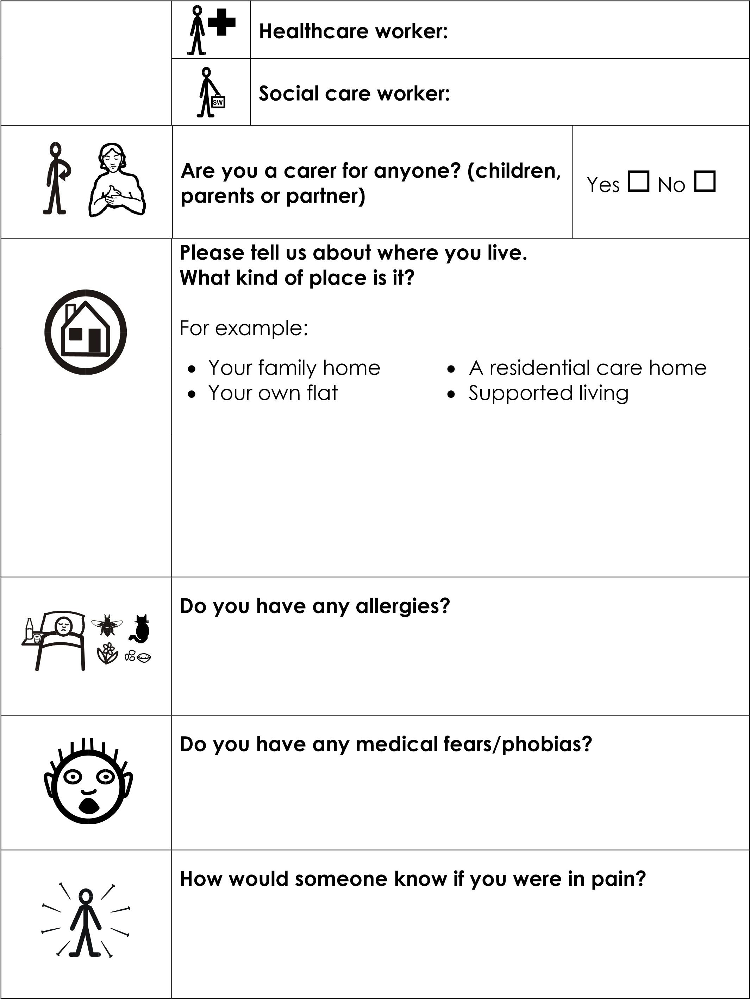 Healthcare worker:
SW
Social care worker:
Are you a carer for anyone? (children,
parents or partner)
Yes No
Please tell us about where you live.
What kind of place is it?
For example:
• Your family home
• Your own flat
• A residential care home
• Supported living
Do you have any allergies?
Do you have any medical fears/phobias?
How would someone know if you were in pain?